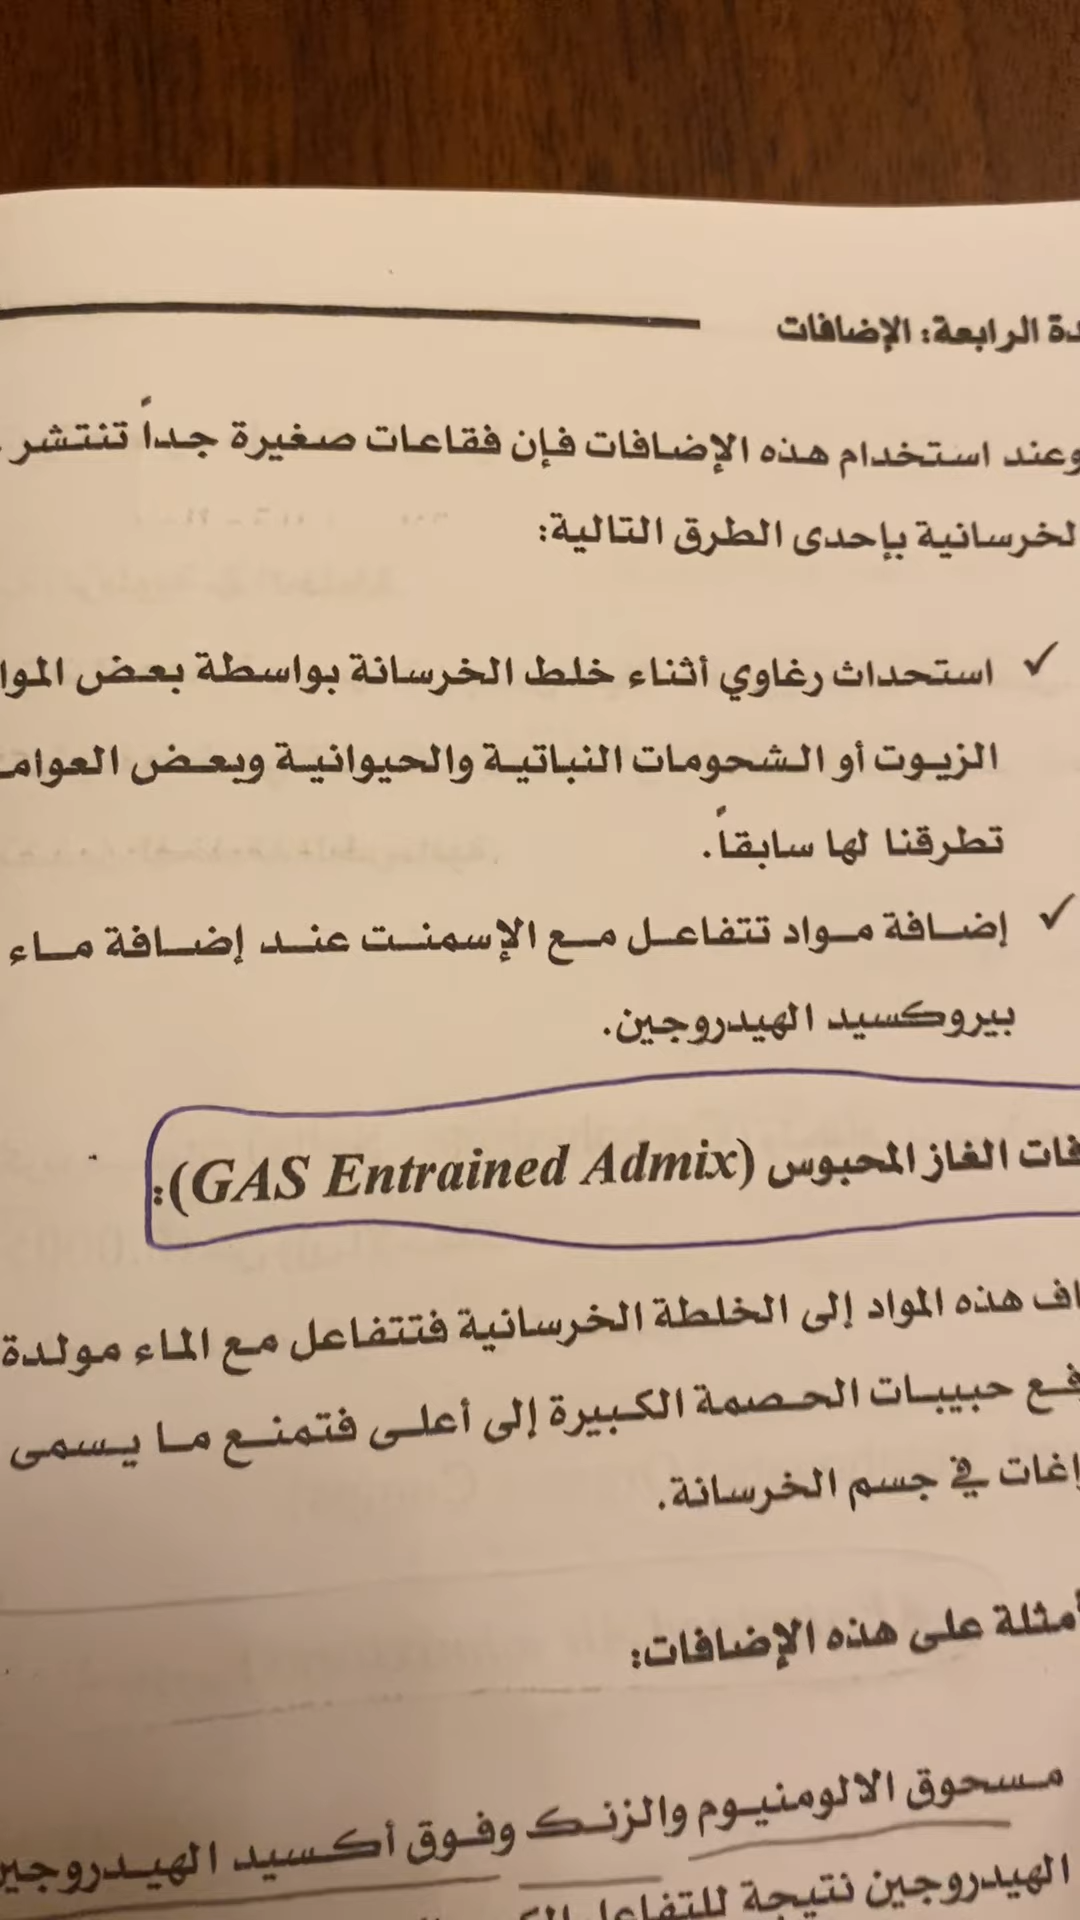 الرابعة: الإضافات
وعند استخدام هذه الإضافات فإن فقاعات صغيرة جداً تنتشر
لخرسانية بإحدى الطرق التالية:
✓ استحداث رغاوي أثناء خلط الخرسانة بواسطة بعض الموا
الزيوت أو الشحومات النباتية والحيوانية وبعض العوامـ
تطرقنا لها سابقاً.
✓ إضافة مواد تتفاعل مع الإسمنت عند إضافة ماء
بيروكسيد الهيدروجين.
فات الغاز المحبوس (GAS Entrained Admix):
اف هذه المواد إلى الخلطة الخرسانية فتتفاعل مع الماء مولدة
فع حبيبات الحصمة الكبيرة إلى أعلى فتمنع ما يسمى
اغات في جسم الخرسانة.
أمثلة على هذه الإضافات:
مسحوق الالومنيوم والزنك وفوق أكسيد الهيدروجين
الهيدروجين نتيجة للتفاعل